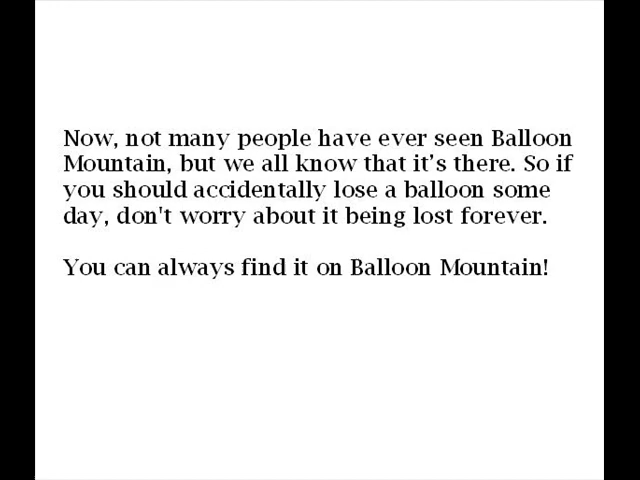 Now, not many people have ever seen Balloon
Mountain, but we all know that it’s there. So if
you should accidentally lose a balloon some
day, don't worry about it being lost forever.
You can always find it on Balloon Mountain!